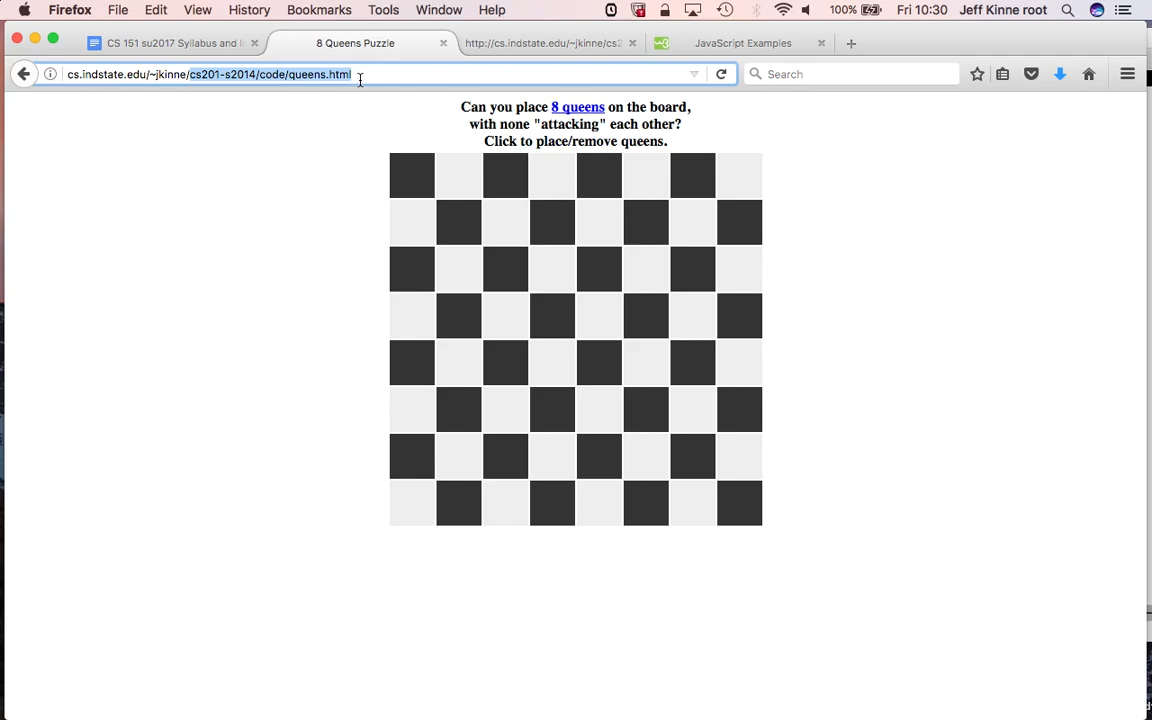 Firefox File Edit View History Bookmarks Tools Window Help 100% Fri 10:30 Jeff Kinne root
CS 151 su2017 Syllabus and I
8 Queens Puzzle
http://cs.indstate.edu/~jkinne/cs2
JavaScript Examples
cs.indstate.edu/~jkinne/cs201-s2014/code/queens.html
Search
Can you place 8 queens on the board,
with none "attacking" each other?
Click to place/remove queens.